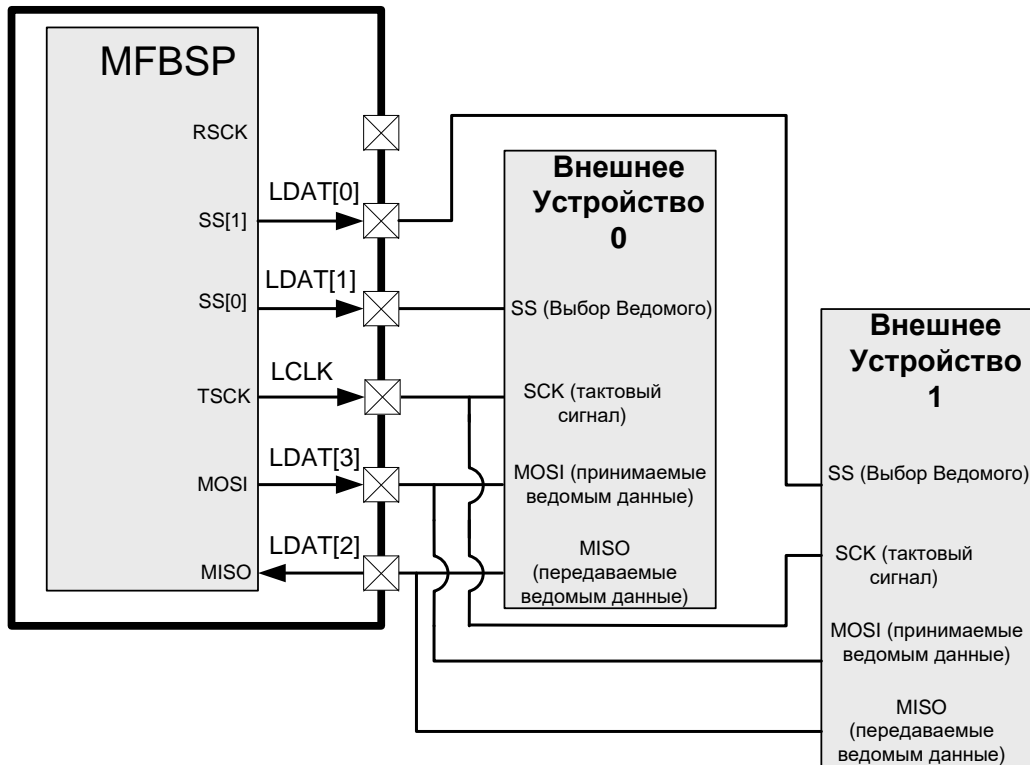 MFBSP
RSCK
LDAT[0]
SS[1]
LDAT[1]
SS[0]
LCLK
TSCK
LDAT[3]
MOSI
LDAT[2]
MISO
Внешнее
Устройство
0
SS (Выбор Ведомого)
SCK (тактовый
сигнал)
MOSI (принимаемые
ведомым данные)
MISO
(передаваемые
ведомым данные)
Внешнее
Устройство
1
SS (Выбор Ведомого)
SCK (тактовый
сигнал)
MOSI (принимаемые
ведомым данные)
MISO
(передаваемые
ведомым данные)